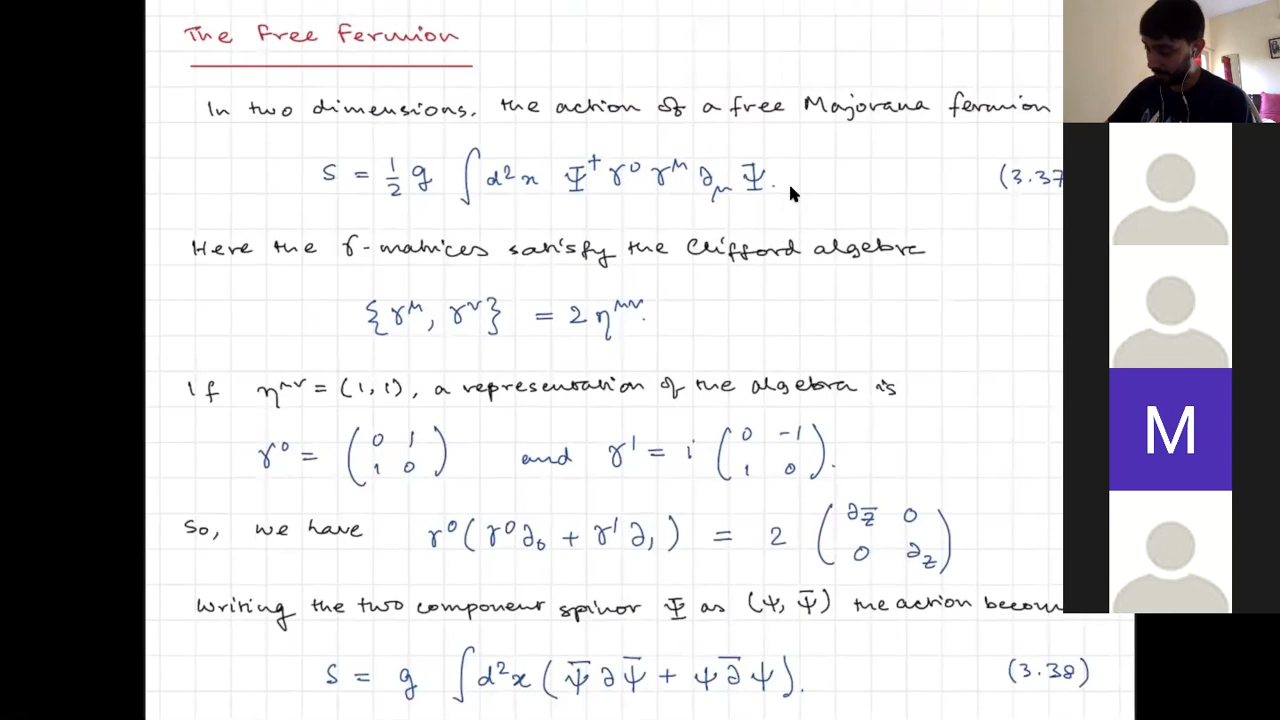 The Free Fermion
In two dimensions, the action of a free Majorana fermion
S = 1/2 g ∫ d²x Ψ† γ⁰ γ^μ ∂_μ Ψ. (3.37
Here the γ-matrices satisfy the Clifford algebra
{γ^μ, γ^ν} = 2 η^μν.
If η^μν = (1, 1), a representation of the algebra is
γ⁰ = (0 1; 1 0) and γ¹ = i (0 -1; 1 0).
So, we have γ⁰(γ⁰∂₀ + γ¹∂₁) = 2 (∂_z̄ 0; 0 ∂_z)
Writing the two component spinor Ψ as (ψ, ψ̄) the action becom
S = g ∫ d²x (ψ̄ ∂ ψ̄ + ψ ∂̄ ψ). (3.38)
M